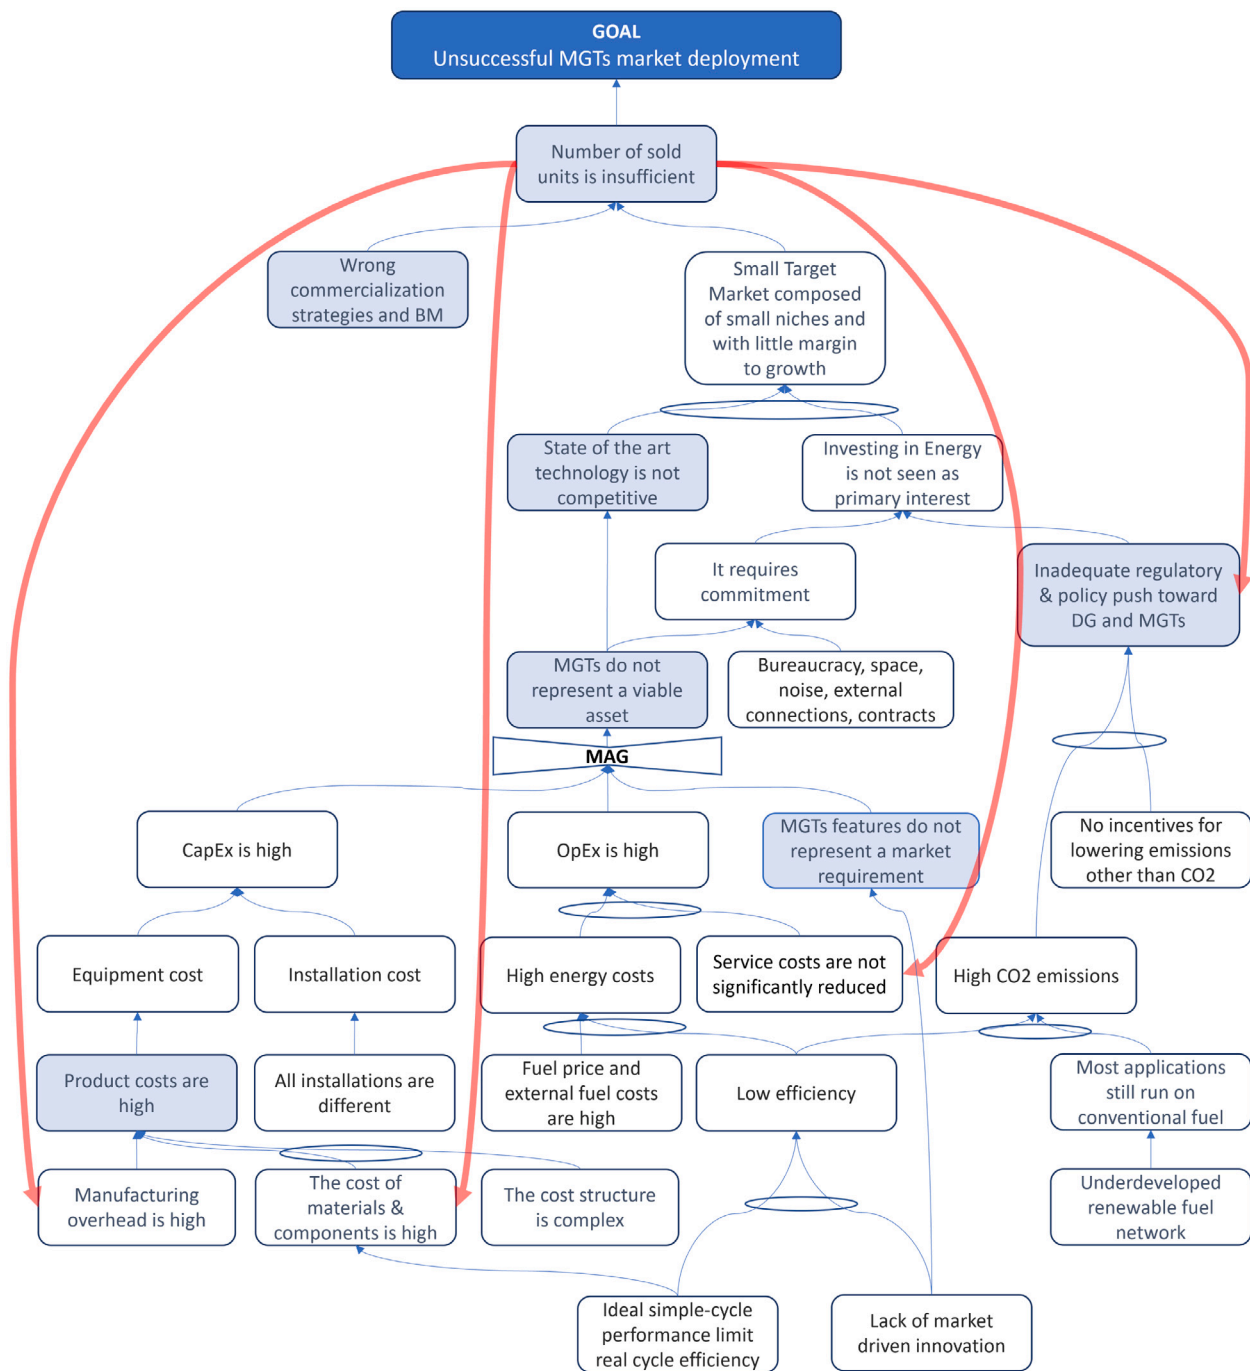 GOAL
Unsuccessful MGTs market deployment
Number of sold
units is insufficient
Wrong
commercialization
strategies and BM
Small Target
Market composed
of small niches and
with little margin
to growth
State of the art
technology is not
competitive
Investing in Energy
is not seen as
primary interest
It requires
commitment
Inadequate regulatory
& policy push toward
DG and MGTs
MGTs do not
represent a viable
asset
Bureaucracy, space,
noise, external
connections, contracts
MAG
CapEx is high
OpEx is high
MGTs features do not
represent a market
requirement
No incentives for
lowering emissions
other than CO2
Equipment cost
Installation cost
High energy costs
Service costs are not
significantly reduced
High CO2 emissions
Product costs are
high
All installations are
different
Fuel price and
external fuel costs
are high
Low efficiency
Most applications
still run on
conventional fuel
Manufacturing
overhead is high
The cost of
materials &
components is high
The cost structure
is complex
Underdeveloped
renewable fuel
network
Ideal simple-cycle
performance limit
real cycle efficiency
Lack of market
driven innovation